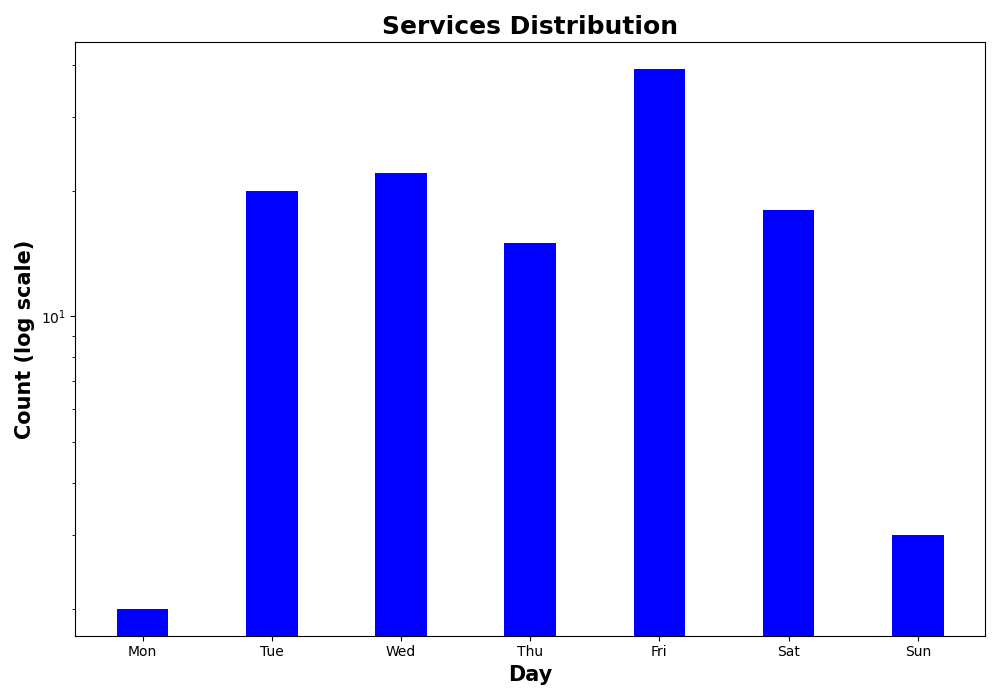 Services Distribution
Count (log scale)
10¹
Mon Tue Wed Thu Fri Sat Sun
Day